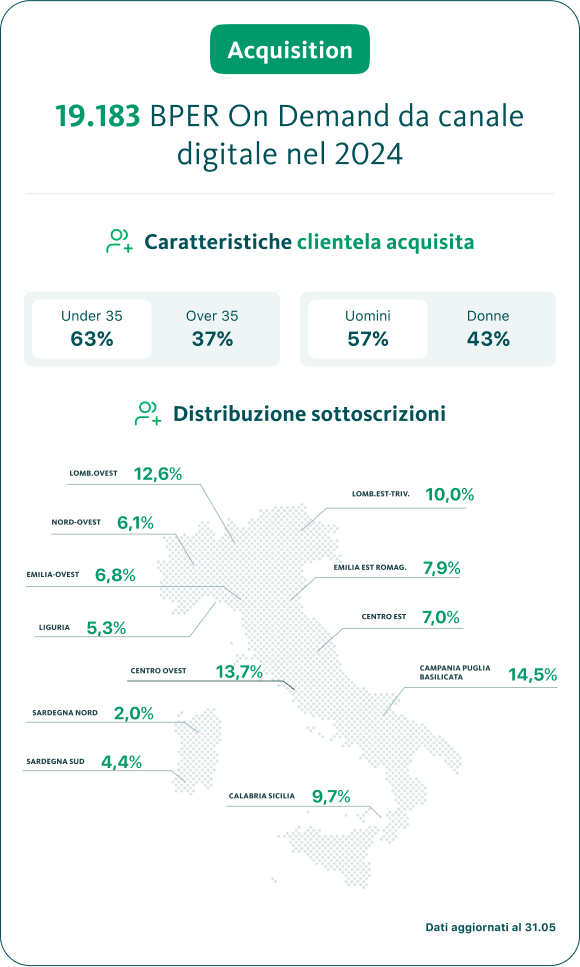 Acquisition
19.183 BPER On Demand da canale
digitale nel 2024
Caratteristiche clientela acquisita
Under 35
63%
Over 35
37%
Uomini
57%
Donne
43%
Distribuzione sottoscrizioni
LOMB.OVEST 12,6%
LOMB.EST-TRIV. 10,0%
NORD-OVEST 6,1%
EMILIA-OVEST 6,8%
EMILIA EST ROMAG. 7,9%
LIGURIA 5,3%
CENTRO EST 7,0%
CENTRO OVEST 13,7%
CAMPANIA PUGLIA
BASILICATA 14,5%
SARDEGNA NORD 2,0%
SARDEGNA SUD 4,4%
CALABRIA SICILIA 9,7%
Dati aggiornati al 31.05